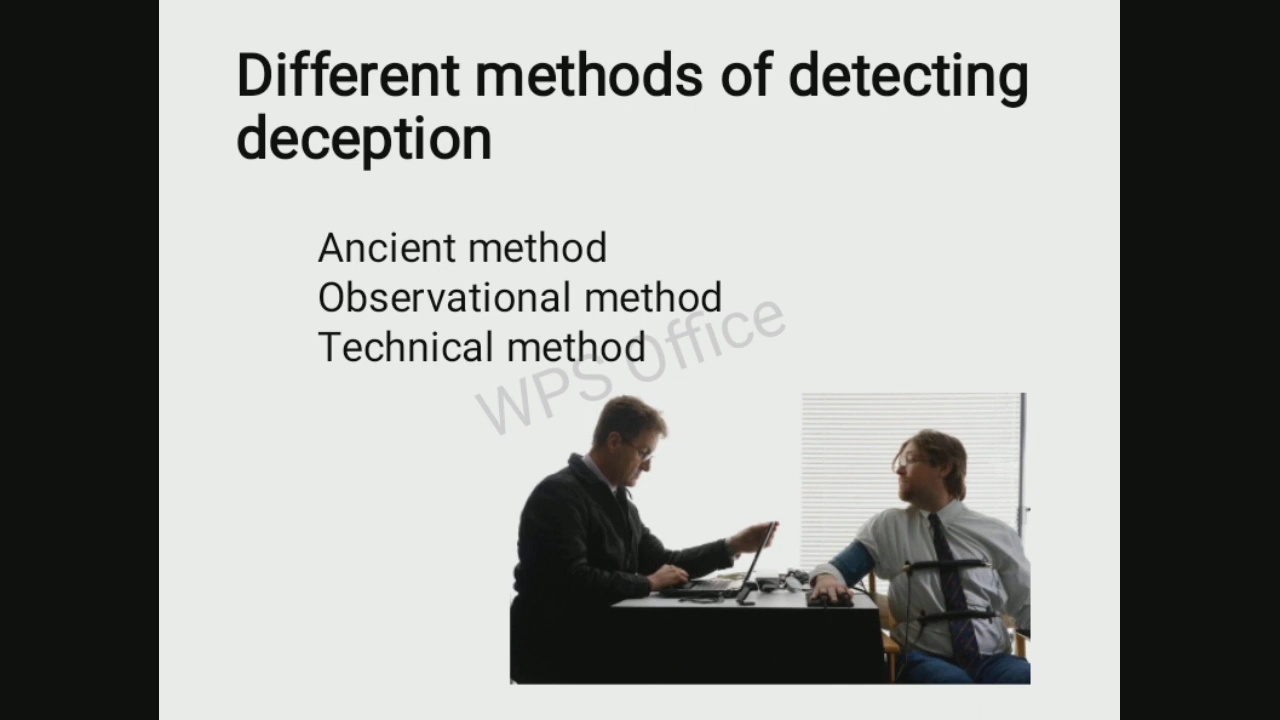 Different methods of detecting
deception
Ancient method
Observational method
Technical method
WPS Office